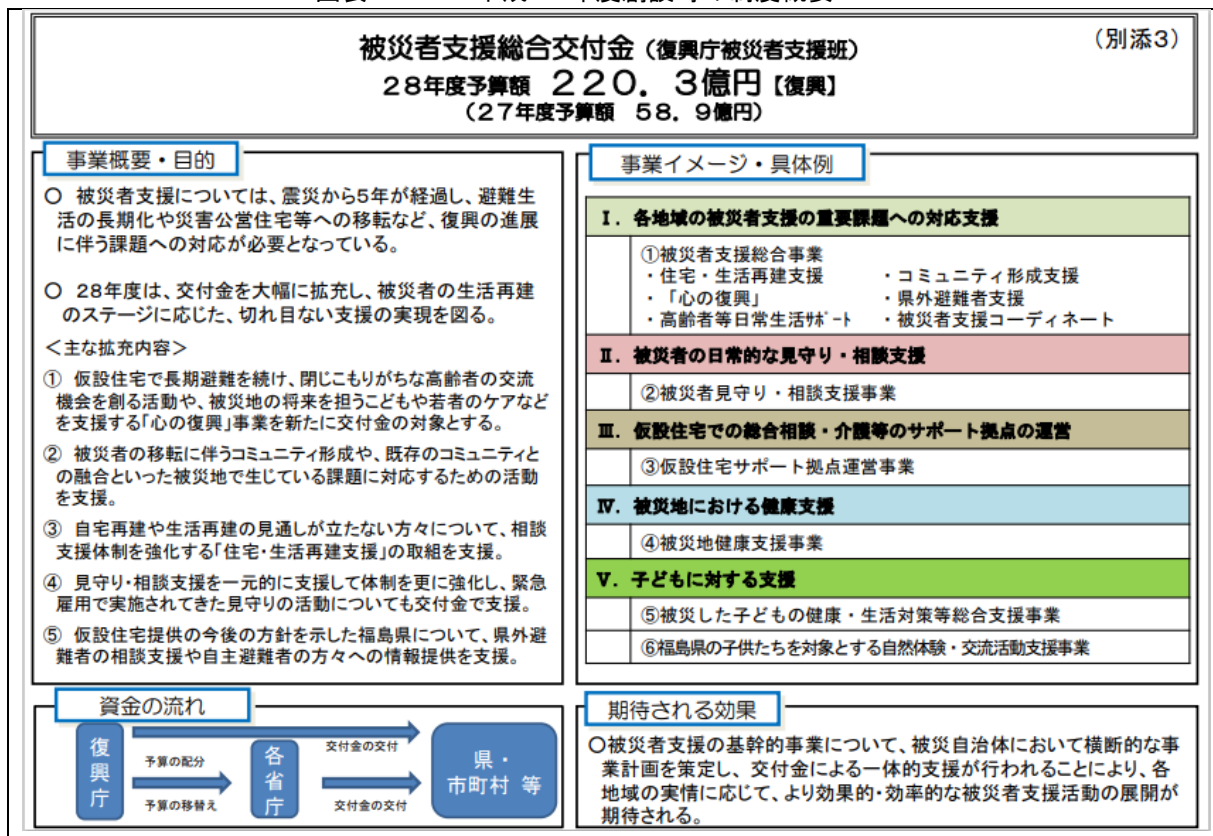 （別添3）
被災者支援総合交付金（復興庁被災者支援班）
２８年度予算額 ２２０．３億円【復興】
（２７年度予算額 ５８．９億円）
事業概要・目的
○ 被災者支援については、震災から５年が経過し、避難生
活の長期化や災害公営住宅等への移転など、復興の進展
に伴う課題への対応が必要となっている。
○ ２８年度は、交付金を大幅に拡充し、被災者の生活再建
のステージに応じた、切れ目ない支援の実現を図る。
＜主な拡充内容＞
① 仮設住宅で長期避難を続け、閉じこもりがちな高齢者の交流
機会を創る活動や、被災地の将来を担うこどもや若者のケアなど
を支援する「心の復興」事業を新たに交付金の対象とする。
② 被災者の移転に伴うコミュニティ形成や、既存のコミュニティと
の融合といった被災地で生じている課題に対応するための活動
を支援。
③ 自宅再建や生活再建の見通しが立たない方々について、相談
支援体制を強化する「住宅・生活再建支援」の取組を支援。
④ 見守り・相談支援を一元的に支援して体制を更に強化し、緊急
雇用で実施されてきた見守りの活動についても交付金で支援。
⑤ 仮設住宅提供の今後の方針を示した福島県について、県外避
難者の相談支援や自主避難者の方々への情報提供を支援。
事業イメージ・具体例
Ⅰ．各地域の被災者支援の重要課題への対応支援
①被災者支援総合事業
・住宅・生活再建支援 ・コミュニティ形成支援
・「心の復興」 ・県外避難者支援
・高齢者等日常生活ｻﾎﾟｰﾄ ・被災者支援コーディネート
Ⅱ．被災者の日常的な見守り・相談支援
②被災者見守り・相談支援事業
Ⅲ．仮設住宅での総合相談・介護等のサポート拠点の運営
③仮設住宅サポート拠点運営事業
Ⅳ．被災地における健康支援
④被災地健康支援事業
Ⅴ．子どもに対する支援
⑤被災した子どもの健康・生活対策等総合支援事業
⑥福島県の子供たちを対象とする自然体験・交流活動支援事業
資金の流れ
復興庁
予算の配分
予算の移替え
各省庁
交付金の交付
交付金の交付
県・
市町村 等
期待される効果
○被災者支援の基幹的事業について、被災自治体において横断的な事
業計画を策定し、交付金による一体的支援が行われることにより、各
地域の実情に応じて、より効果的・効率的な被災者支援活動の展開が
期待される。